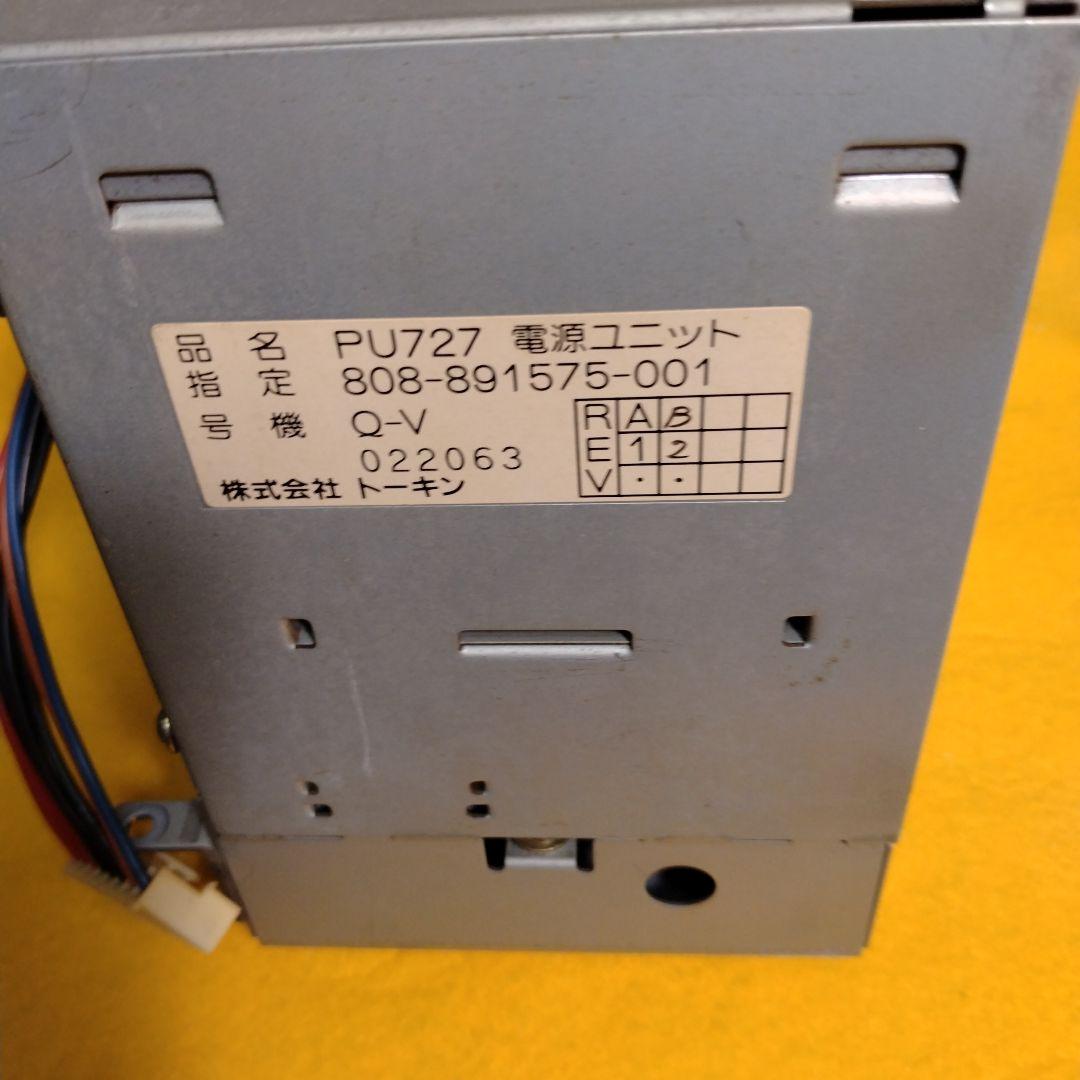 品名 PU727 電源ユニット
指定 808-891575-001
号機 Q-V
022063
株式会社 トーキン
R A B
E 1 2
V . .